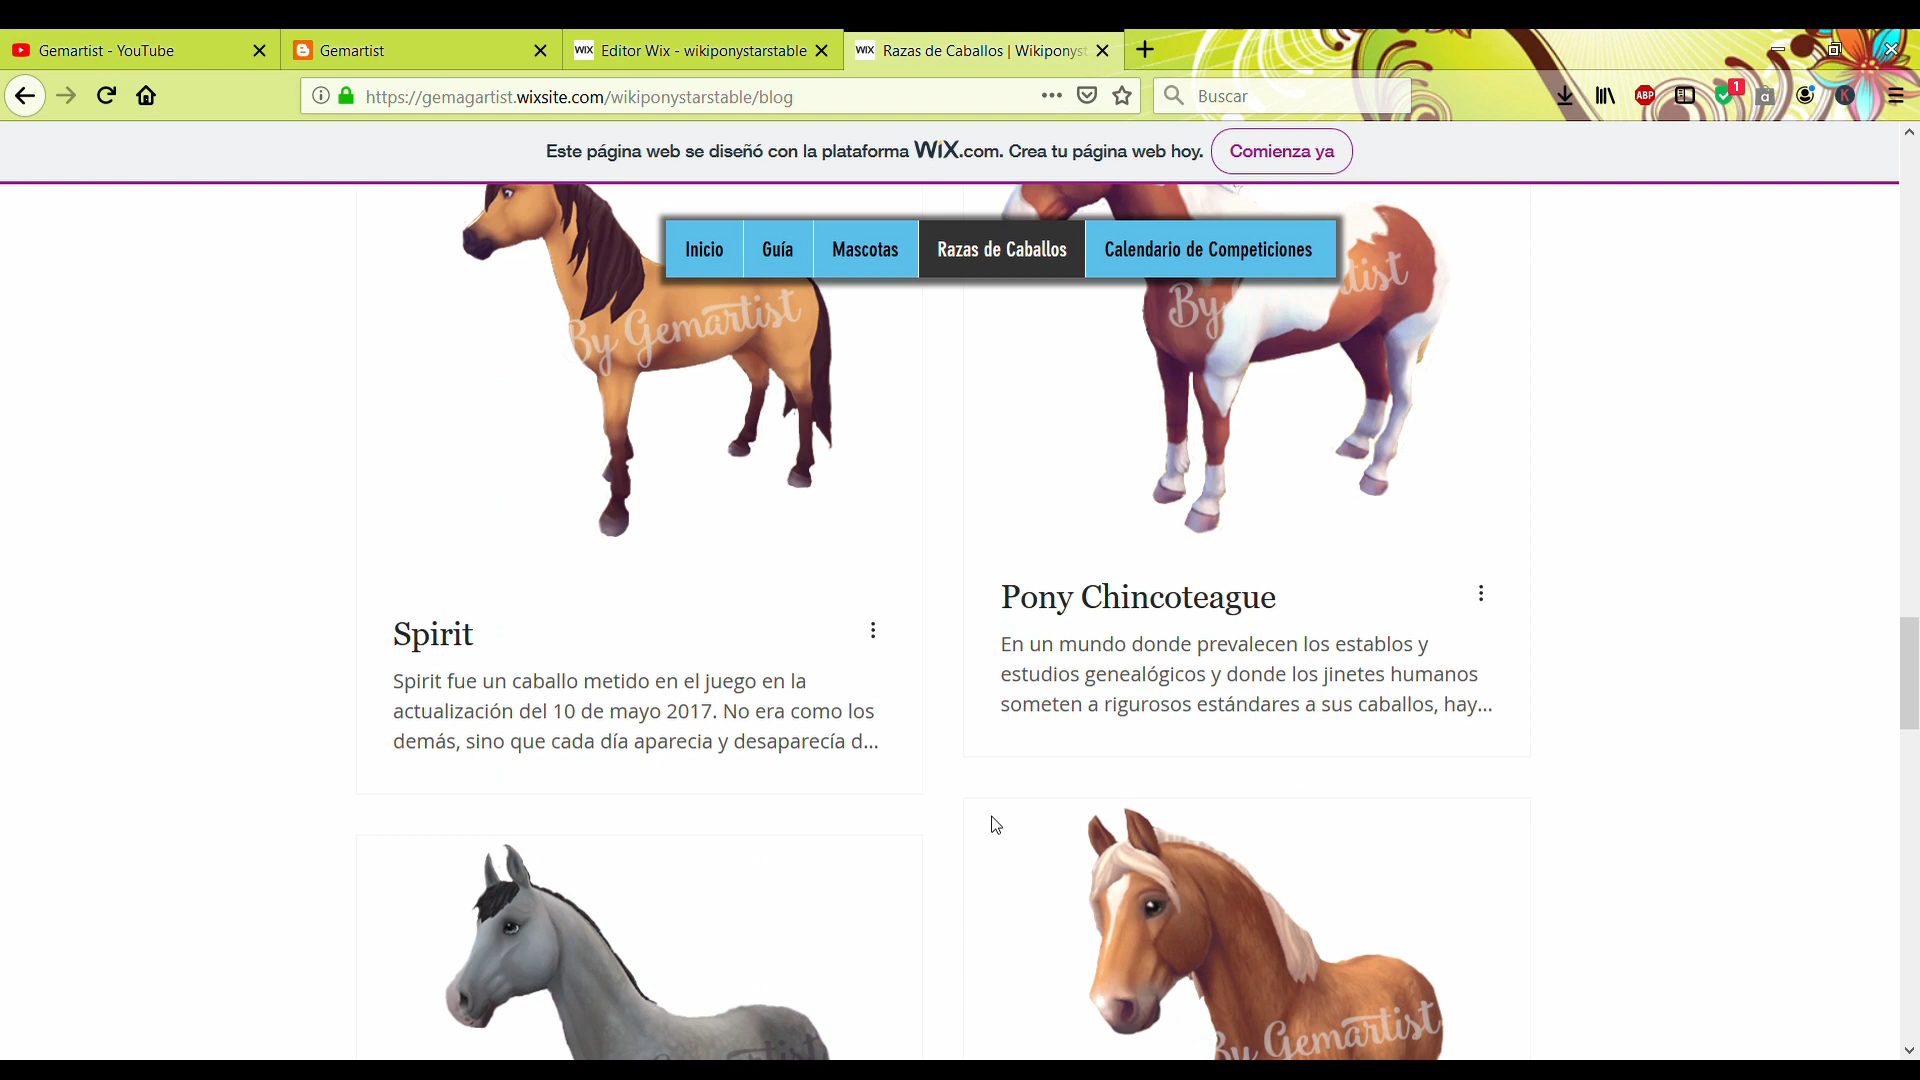 Gemartist - YouTube
Gemartist
WIX Editor Wix - wikiponystarstable
WIX Razas de Caballos | Wikiponyst
https://gemagartist.wixsite.com/wikiponystarstable/blog
Buscar
ABP
1
a
K
Este página web se diseñó con la plataforma WiX.com. Crea tu página web hoy.
Comienza ya
Inicio
Guía
Mascotas
Razas de Caballos
Calendario de Competiciones
By Gemartist
By
tist
Spirit
Spirit fue un caballo metido en el juego en la
actualización del 10 de mayo 2017. No era como los
demás, sino que cada día aparecia y desaparecía d...
Pony Chincoteague
En un mundo donde prevalecen los establos y
estudios genealógicos y donde los jinetes humanos
someten a rigurosos estándares a sus caballos, hay...
By Gemartist